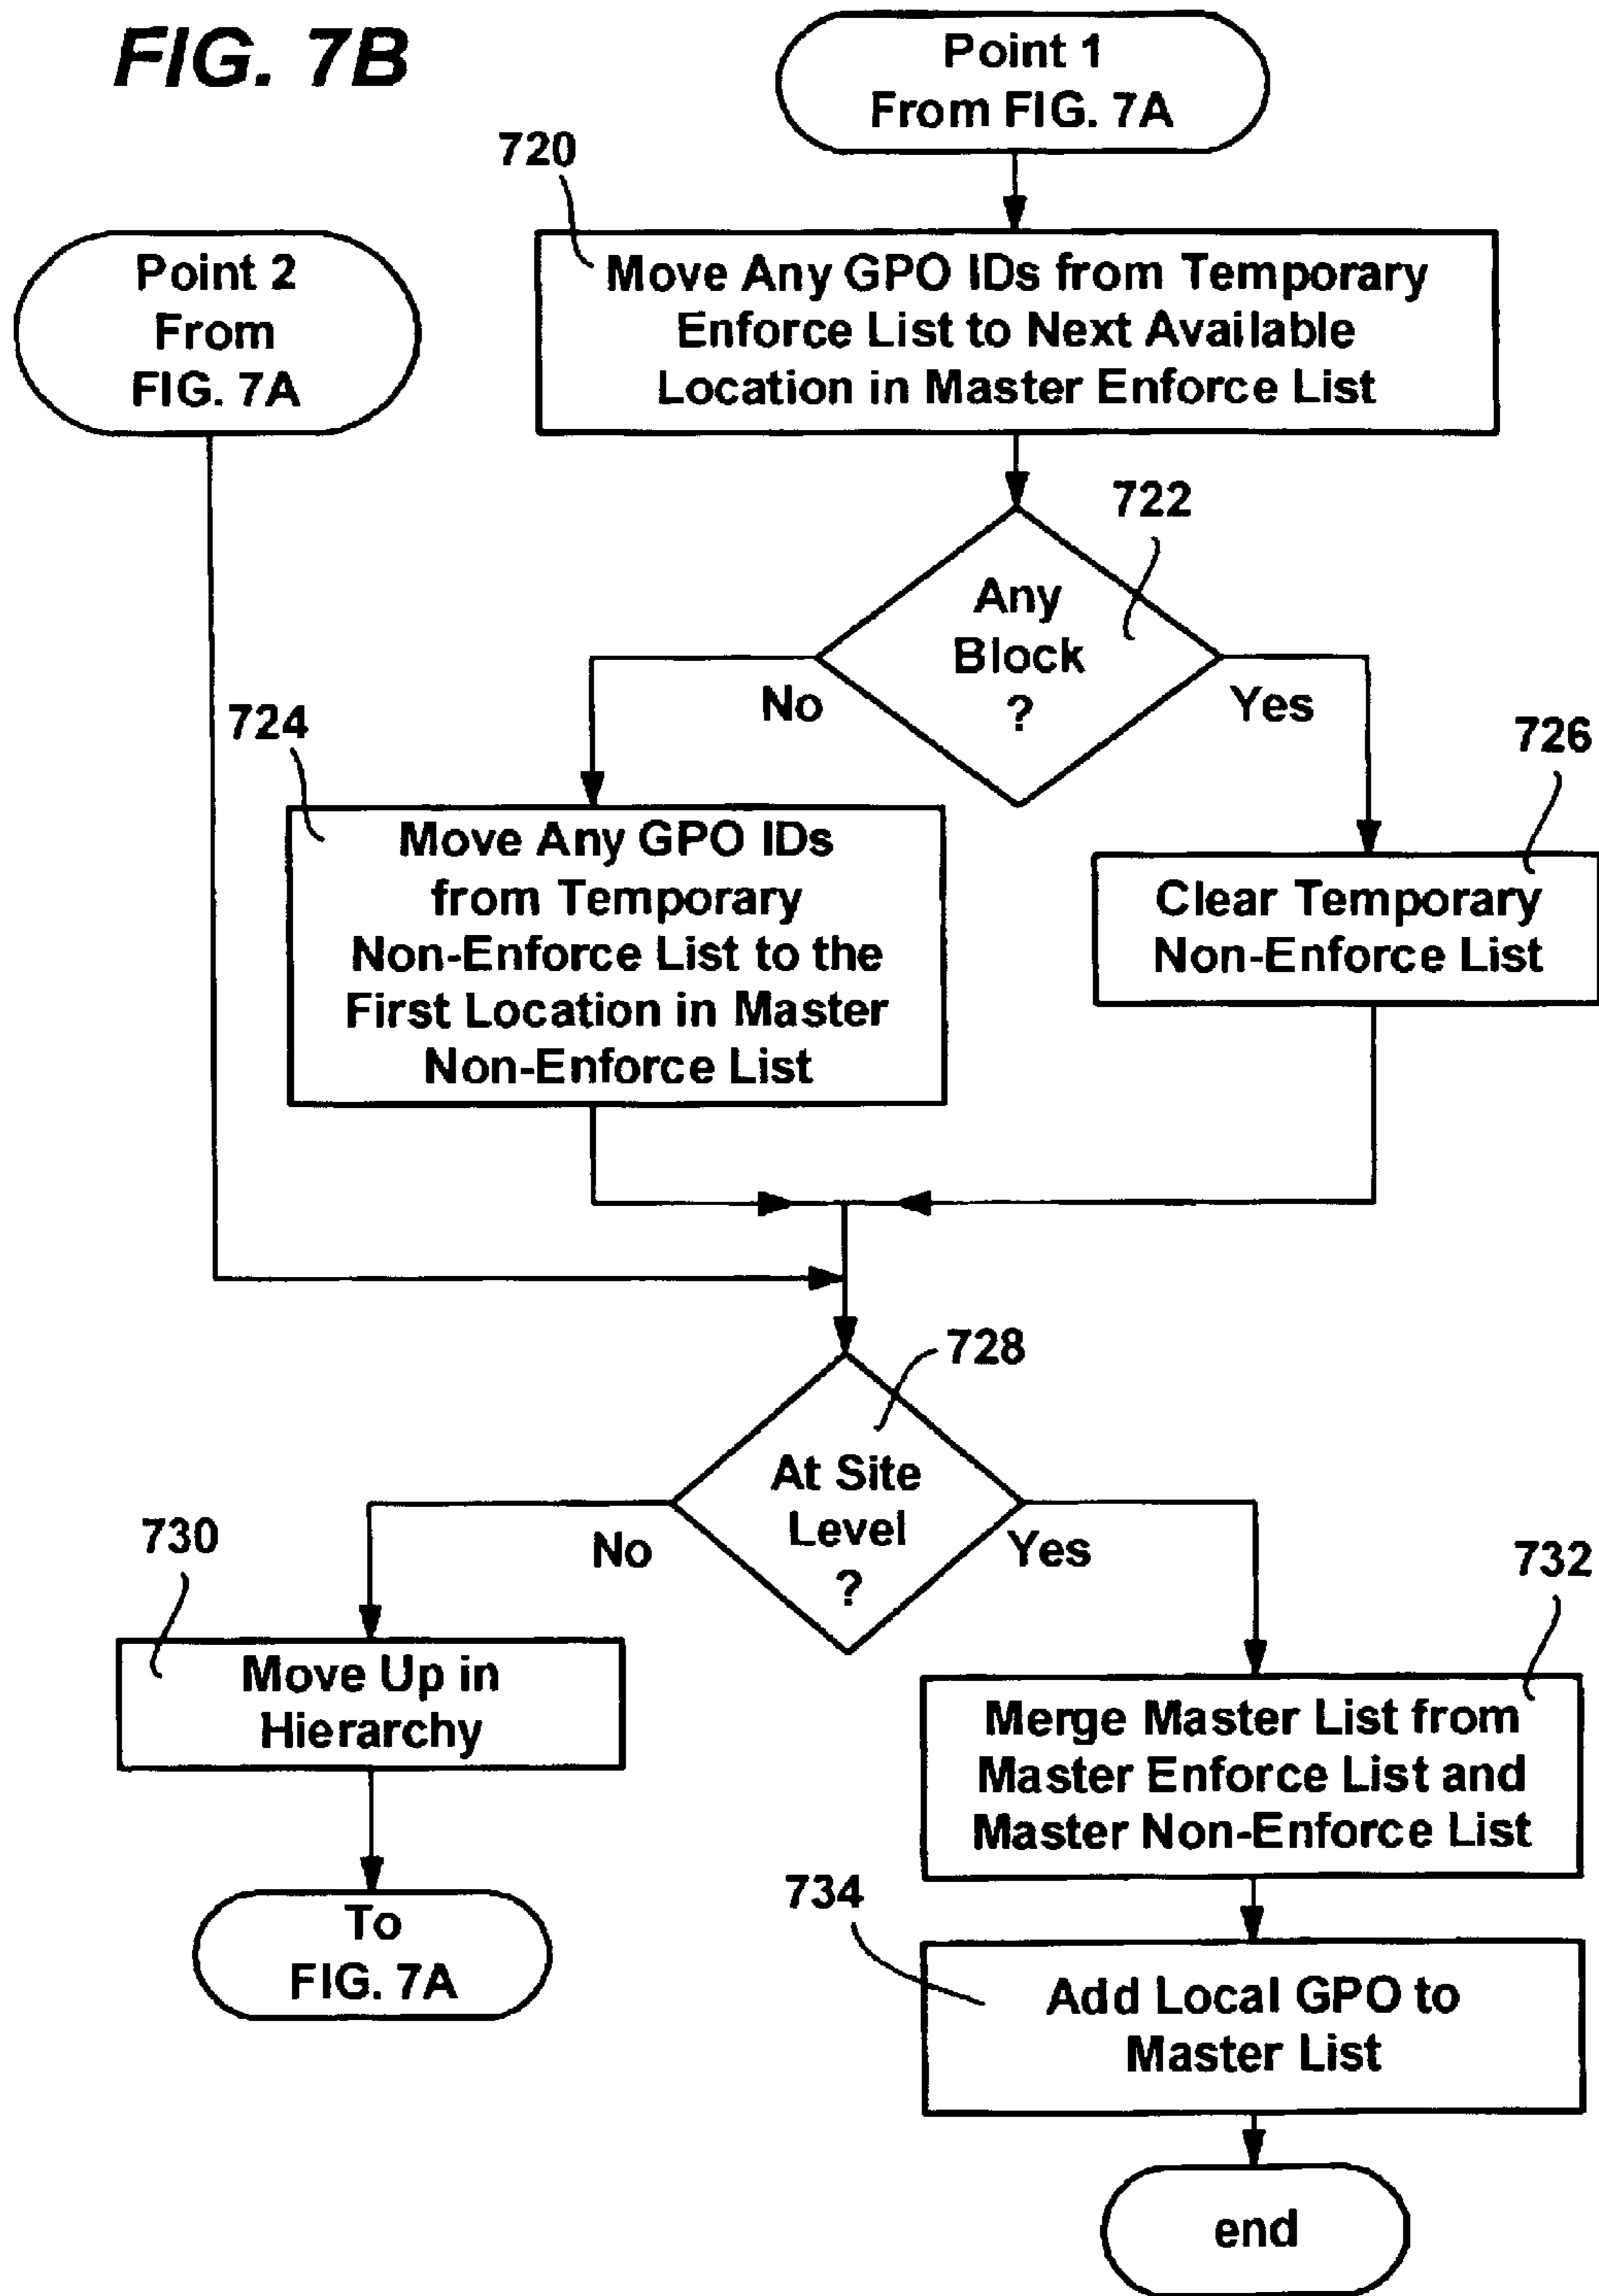 FIG. 7B
Point 1
From FIG. 7A
720
Move Any GPO IDs from Temporary
Enforce List to Next Available
Location in Master Enforce List
Point 2
From
FIG. 7A
722
Any
Block
?
No
Yes
724
Move Any GPO IDs
from Temporary
Non-Enforce List to the
First Location in Master
Non-Enforce List
726
Clear Temporary
Non-Enforce List
728
At Site
Level
?
No
Yes
730
Move Up in
Hierarchy
To
FIG. 7A
732
Merge Master List from
Master Enforce List and
Master Non-Enforce List
734
Add Local GPO to
Master List
end